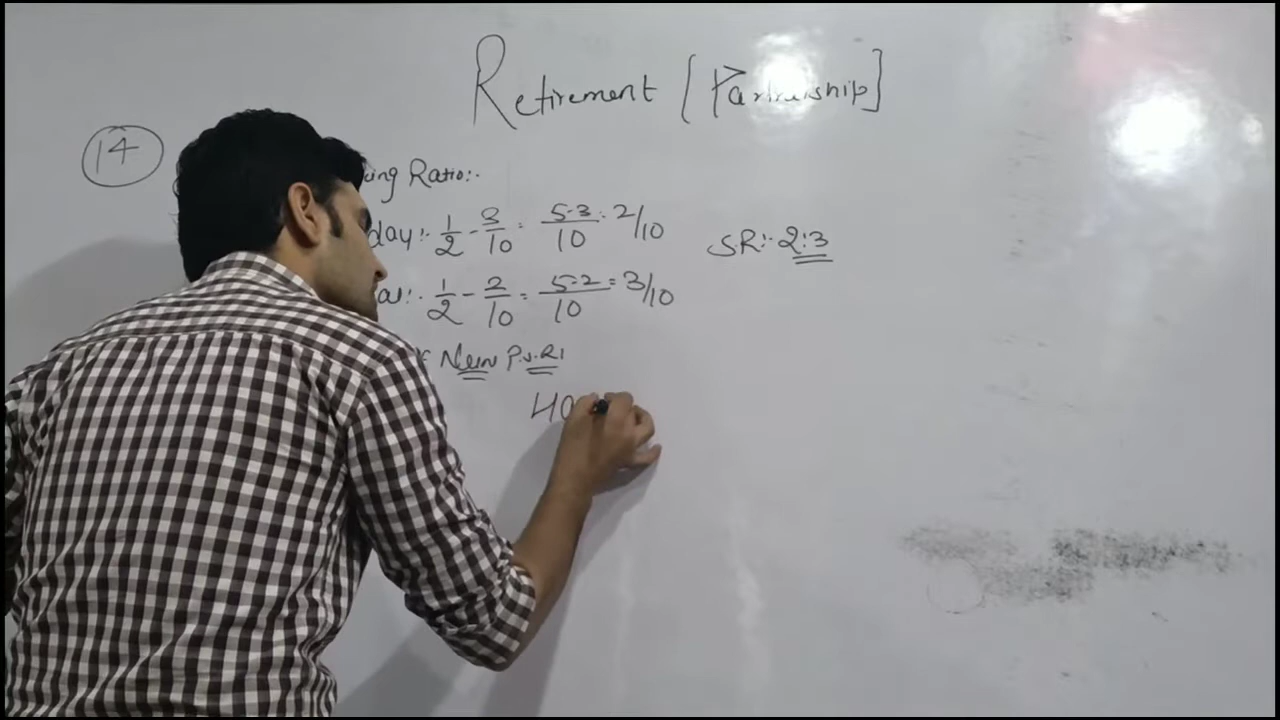 Retirement [Partnership]
14
ing Ratio:-
day:- 1/2 - 3/10 = 5-3/10 = 2/10
S.R:- 2:3
al:- 1/2 - 2/10 = 5-2/10 = 3/10
New P.S.R
40